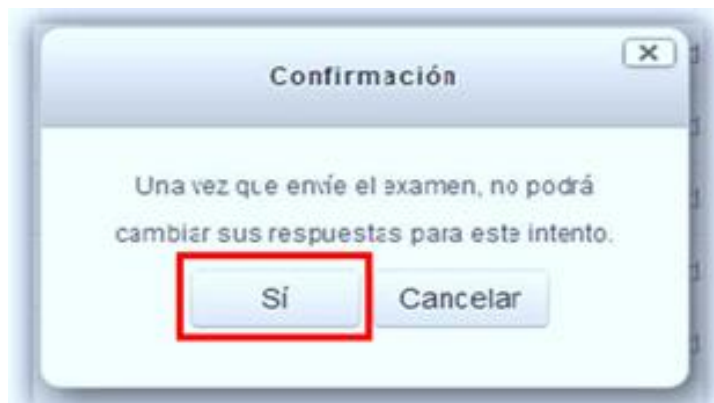 Confirmación
Una vez que envíe el examen, no podrá
cambiar sus respuestas para este intento.
Sí
Cancelar